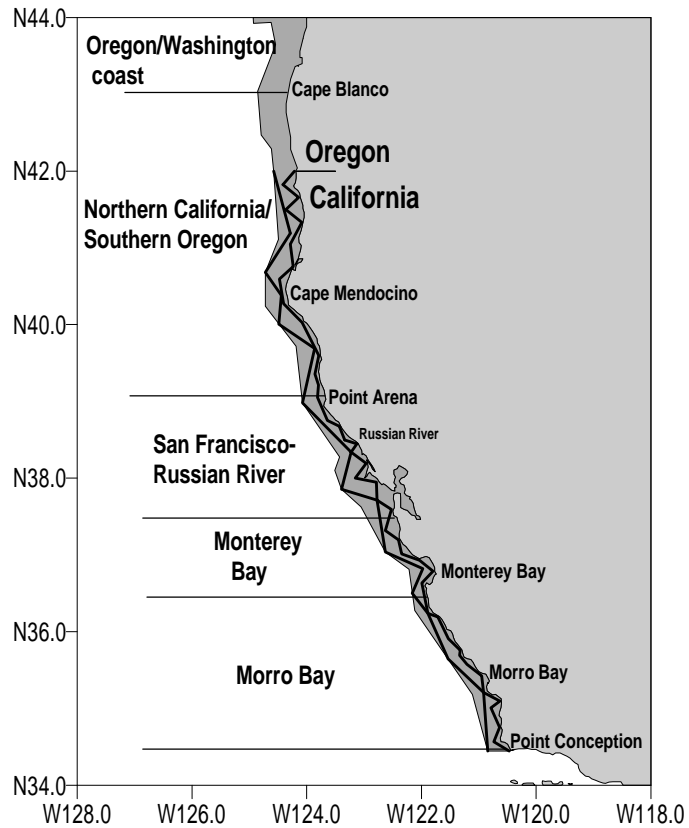 N44.0
Oregon/Washington
coast
Cape Blanco
N42.0
Oregon
California
Northern California/
Southern Oregon
Cape Mendocino
N40.0
Point Arena
Russian River
San Francisco-
Russian River
N38.0
Monterey
Bay
Monterey Bay
N36.0
Morro Bay
Morro Bay
Point Conception
N34.0
W128.0 W126.0 W124.0 W122.0 W120.0 W118.0